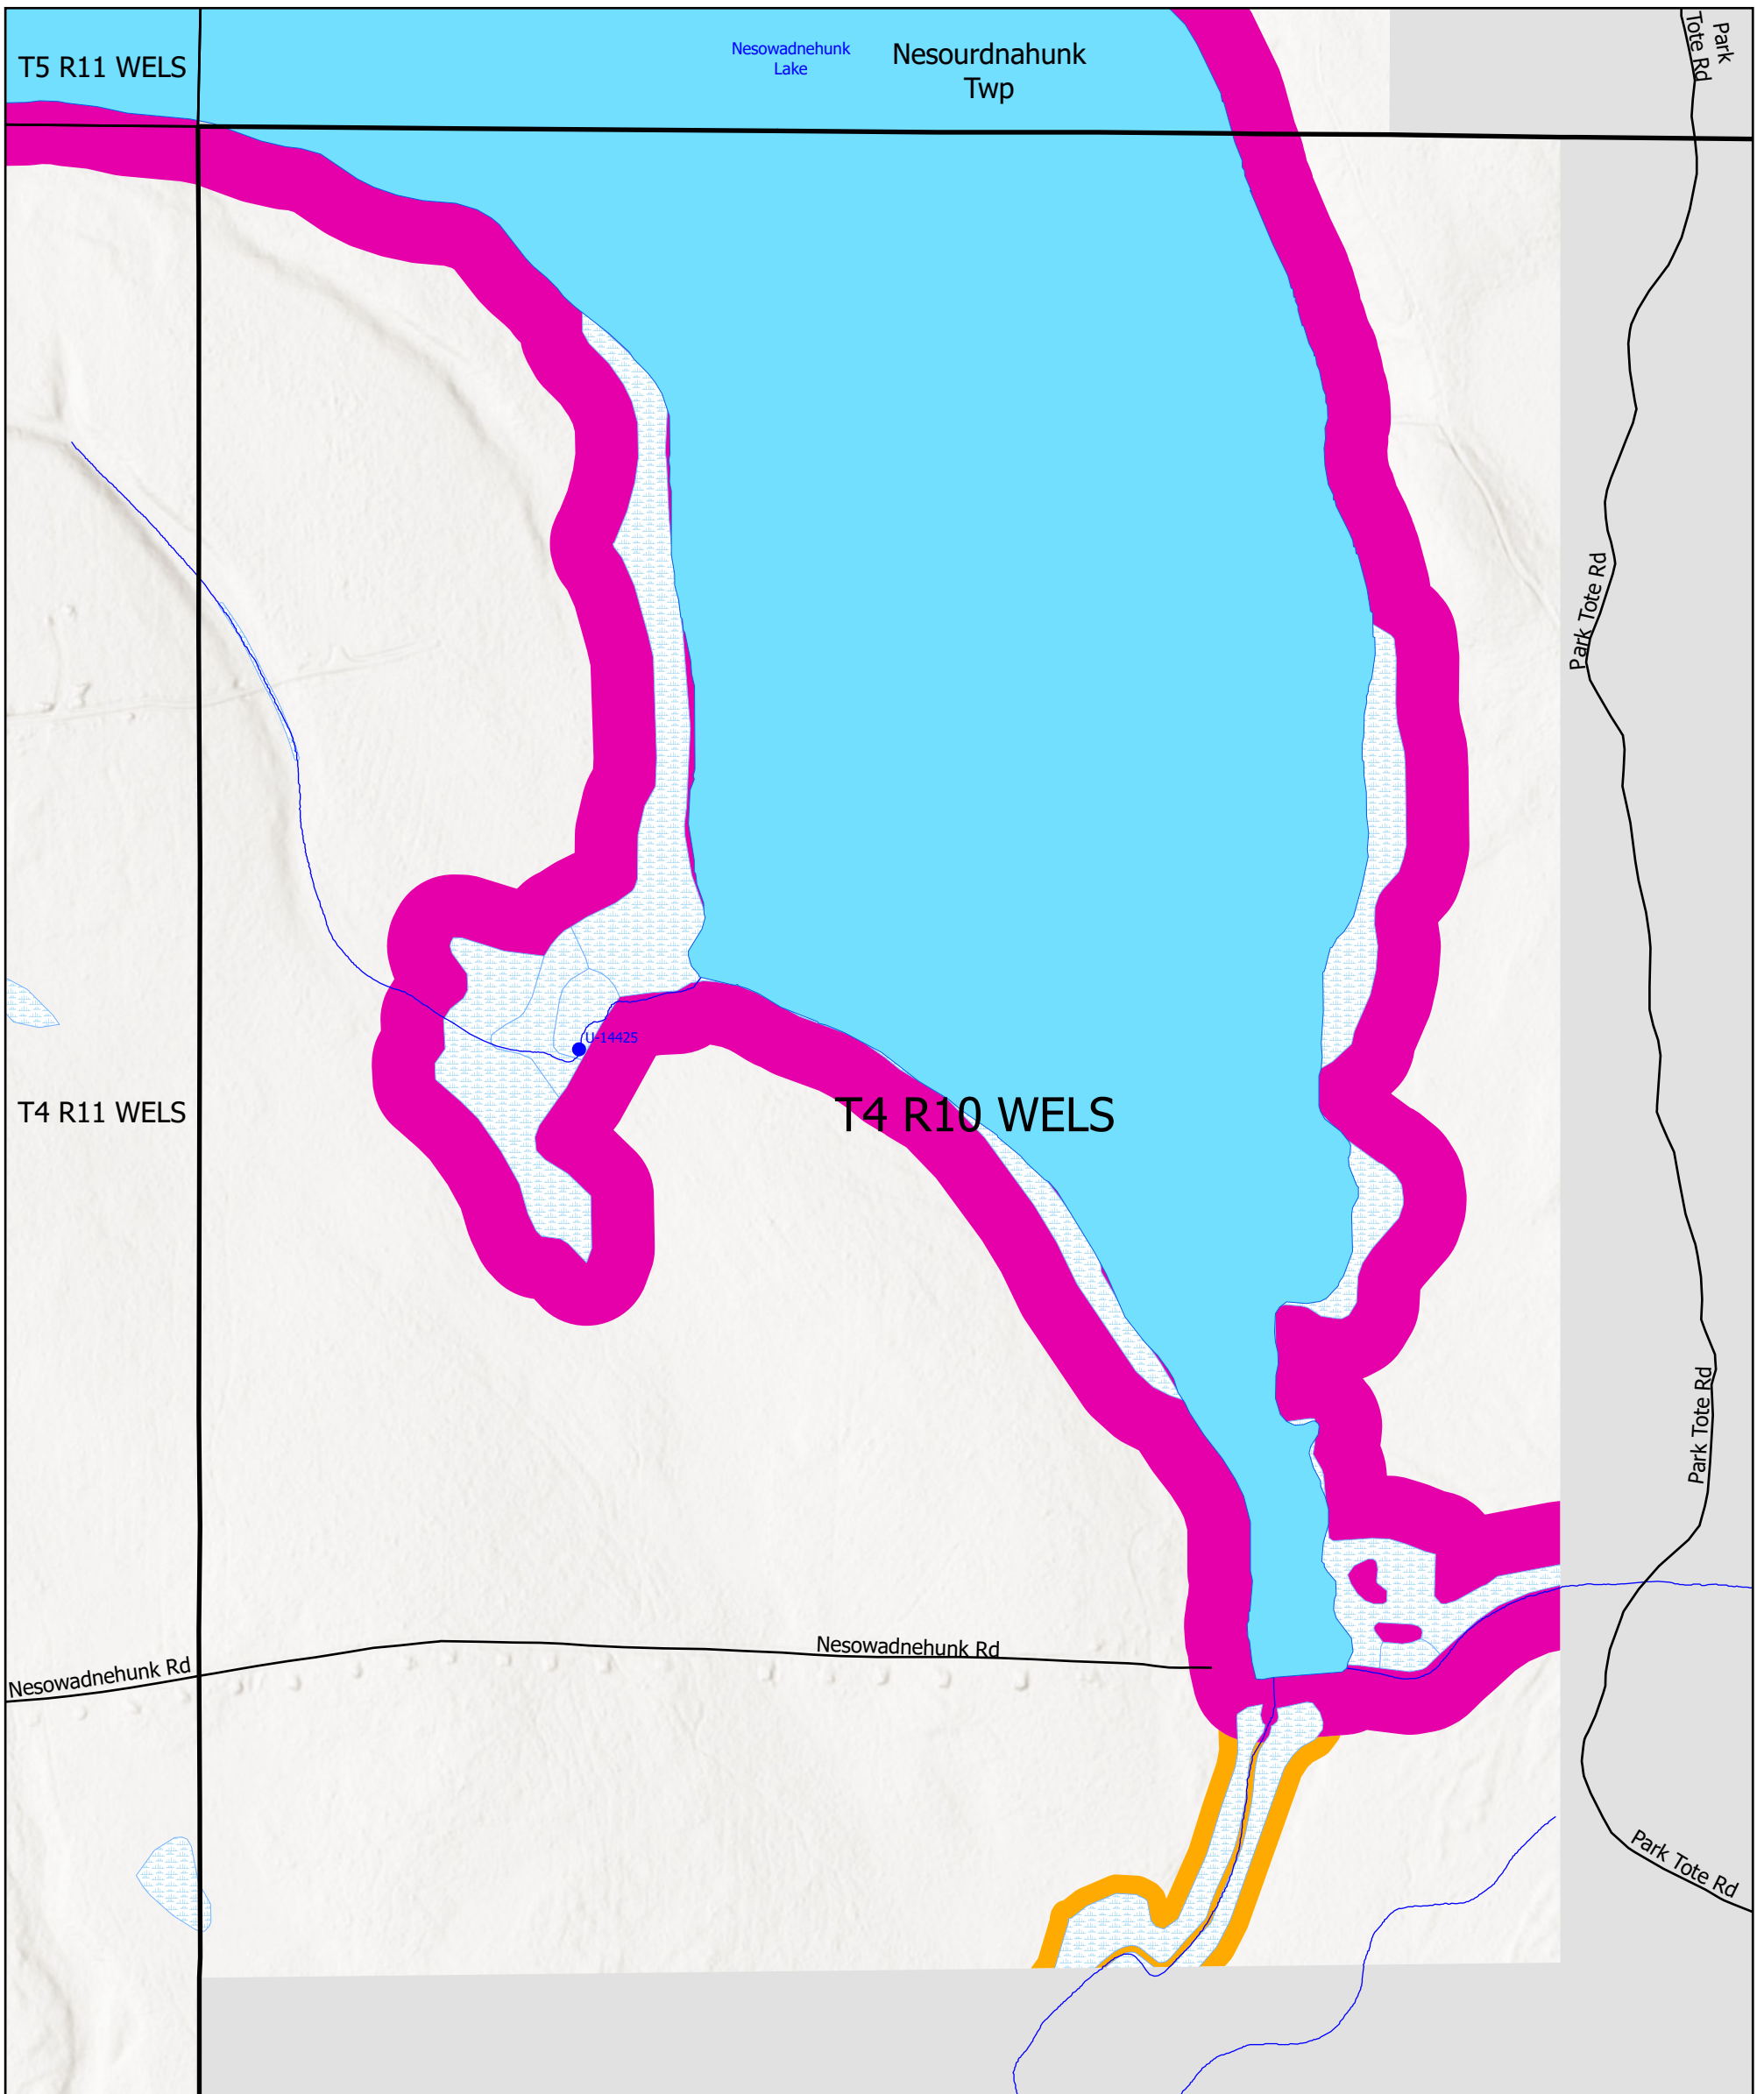 T5 R11 WELS
Nesowadnehunk
Lake
Nesourdnahunk
Twp
Park
Tote Rd
Park Tote Rd
U-14425
T4 R11 WELS
T4 R10 WELS
Park Tote Rd
Nesowadnehunk Rd
Nesowadnehunk Rd
Park Tote Rd